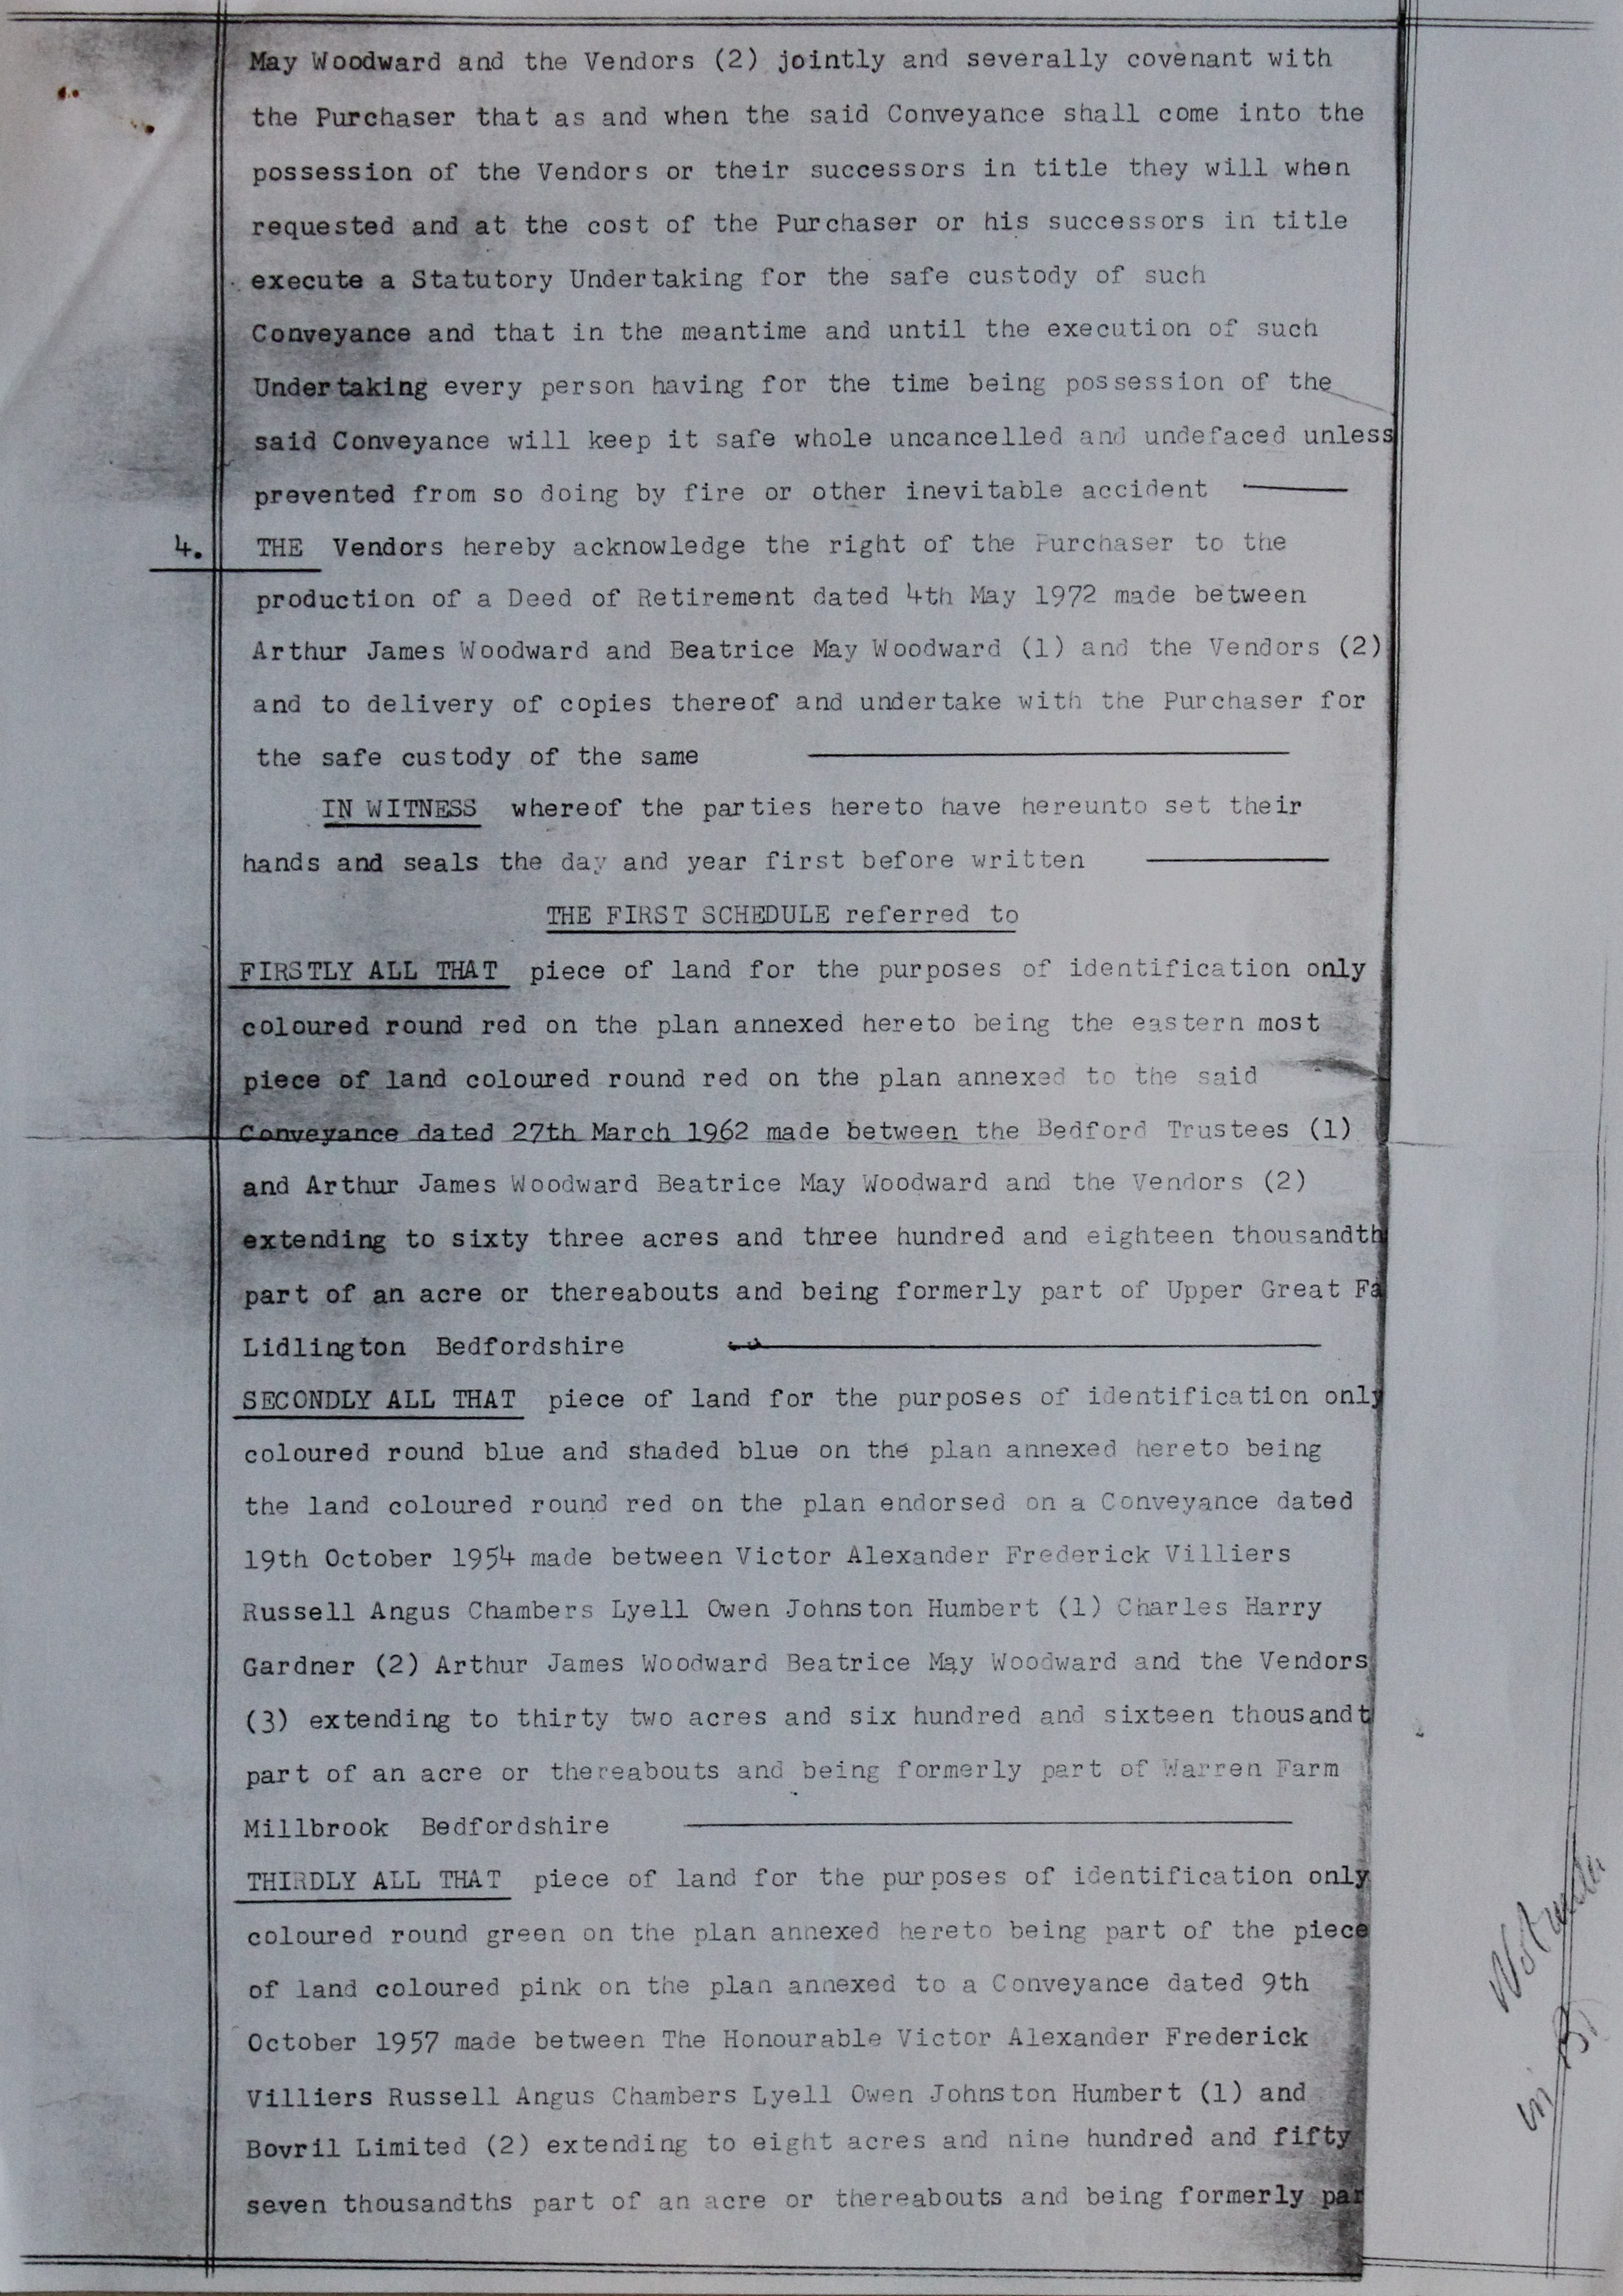 May Woodward and the Vendors (2) jointly and severally covenant with
the Purchaser that as and when the said Conveyance shall come into the
possession of the Vendors or their successors in title they will when
requested and at the cost of the Purchaser or his successors in title
execute a Statutory Undertaking for the safe custody of such
Conveyance and that in the meantime and until the execution of such
Undertaking every person having for the time being possession of the
said Conveyance will keep it safe whole uncancelled and undefaced unless
prevented from so doing by fire or other inevitable accident
4. THE Vendors hereby acknowledge the right of the Purchaser to the
production of a Deed of Retirement dated 4th May 1972 made between
Arthur James Woodward and Beatrice May Woodward (1) and the Vendors (2)
and to delivery of copies thereof and undertake with the Purchaser for
the safe custody of the same
IN WITNESS whereof the parties hereto have hereunto set their
hands and seals the day and year first before written
THE FIRST SCHEDULE referred to
FIRSTLY ALL THAT piece of land for the purposes of identification only
coloured round red on the plan annexed hereto being the eastern most
piece of land coloured round red on the plan annexed to the said
Conveyance dated 27th March 1962 made between the Bedford Trustees (1)
and Arthur James Woodward Beatrice May Woodward and the Vendors (2)
extending to sixty three acres and three hundred and eighteen thousandth
part of an acre or thereabouts and being formerly part of Upper Great Fa
Lidlington Bedfordshire
SECONDLY ALL THAT piece of land for the purposes of identification only
coloured round blue and shaded blue on the plan annexed hereto being
the land coloured round red on the plan endorsed on a Conveyance dated
19th October 1954 made between Victor Alexander Frederick Villiers
Russell Angus Chambers Lyell Owen Johnston Humbert (1) Charles Harry
Gardner (2) Arthur James Woodward Beatrice May Woodward and the Vendors
(3) extending to thirty two acres and six hundred and sixteen thousandt
part of an acre or thereabouts and being formerly part of Warren Farm
Millbrook Bedfordshire
THIRDLY ALL THAT piece of land for the purposes of identification only
coloured round green on the plan annexed hereto being part of the piece
of land coloured pink on the plan annexed to a Conveyance dated 9th
October 1957 made between The Honourable Victor Alexander Frederick
Villiers Russell Angus Chambers Lyell Owen Johnston Humbert (1) and
Bovril Limited (2) extending to eight acres and nine hundred and fifty
seven thousandths part of an acre or thereabouts and being formerly par